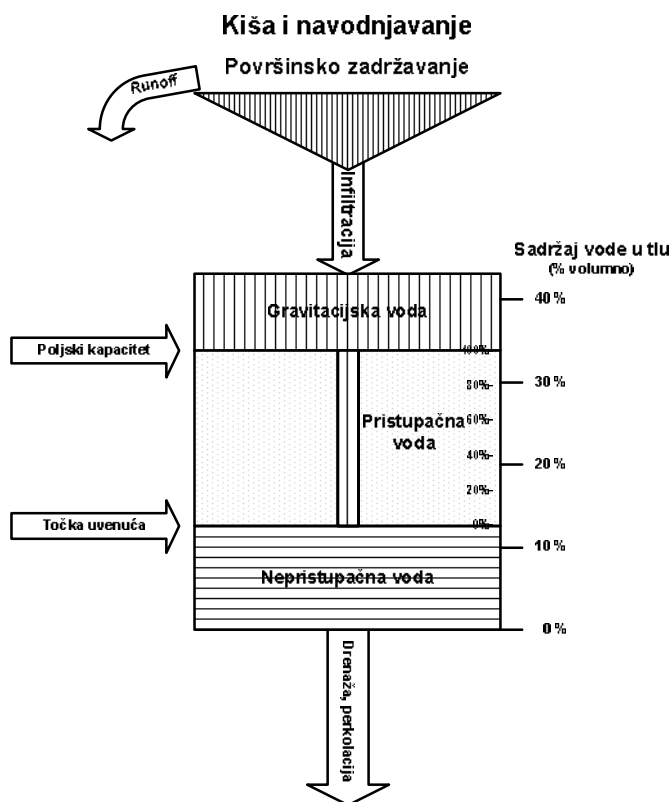 Kiša i navodnjavanje
Površinsko zadržavanje
Runoff
Infiltracija
Sadržaj vode u tlu
(% volumno)
40%
Gravitacijska voda
Poljski kapacitet
100%
80%
30%
Pristupačna
voda
60%
40%
20%
20%
Točka uvenuća
0%
10%
Nepristupačna voda
0%
Drenaža, perkolacija